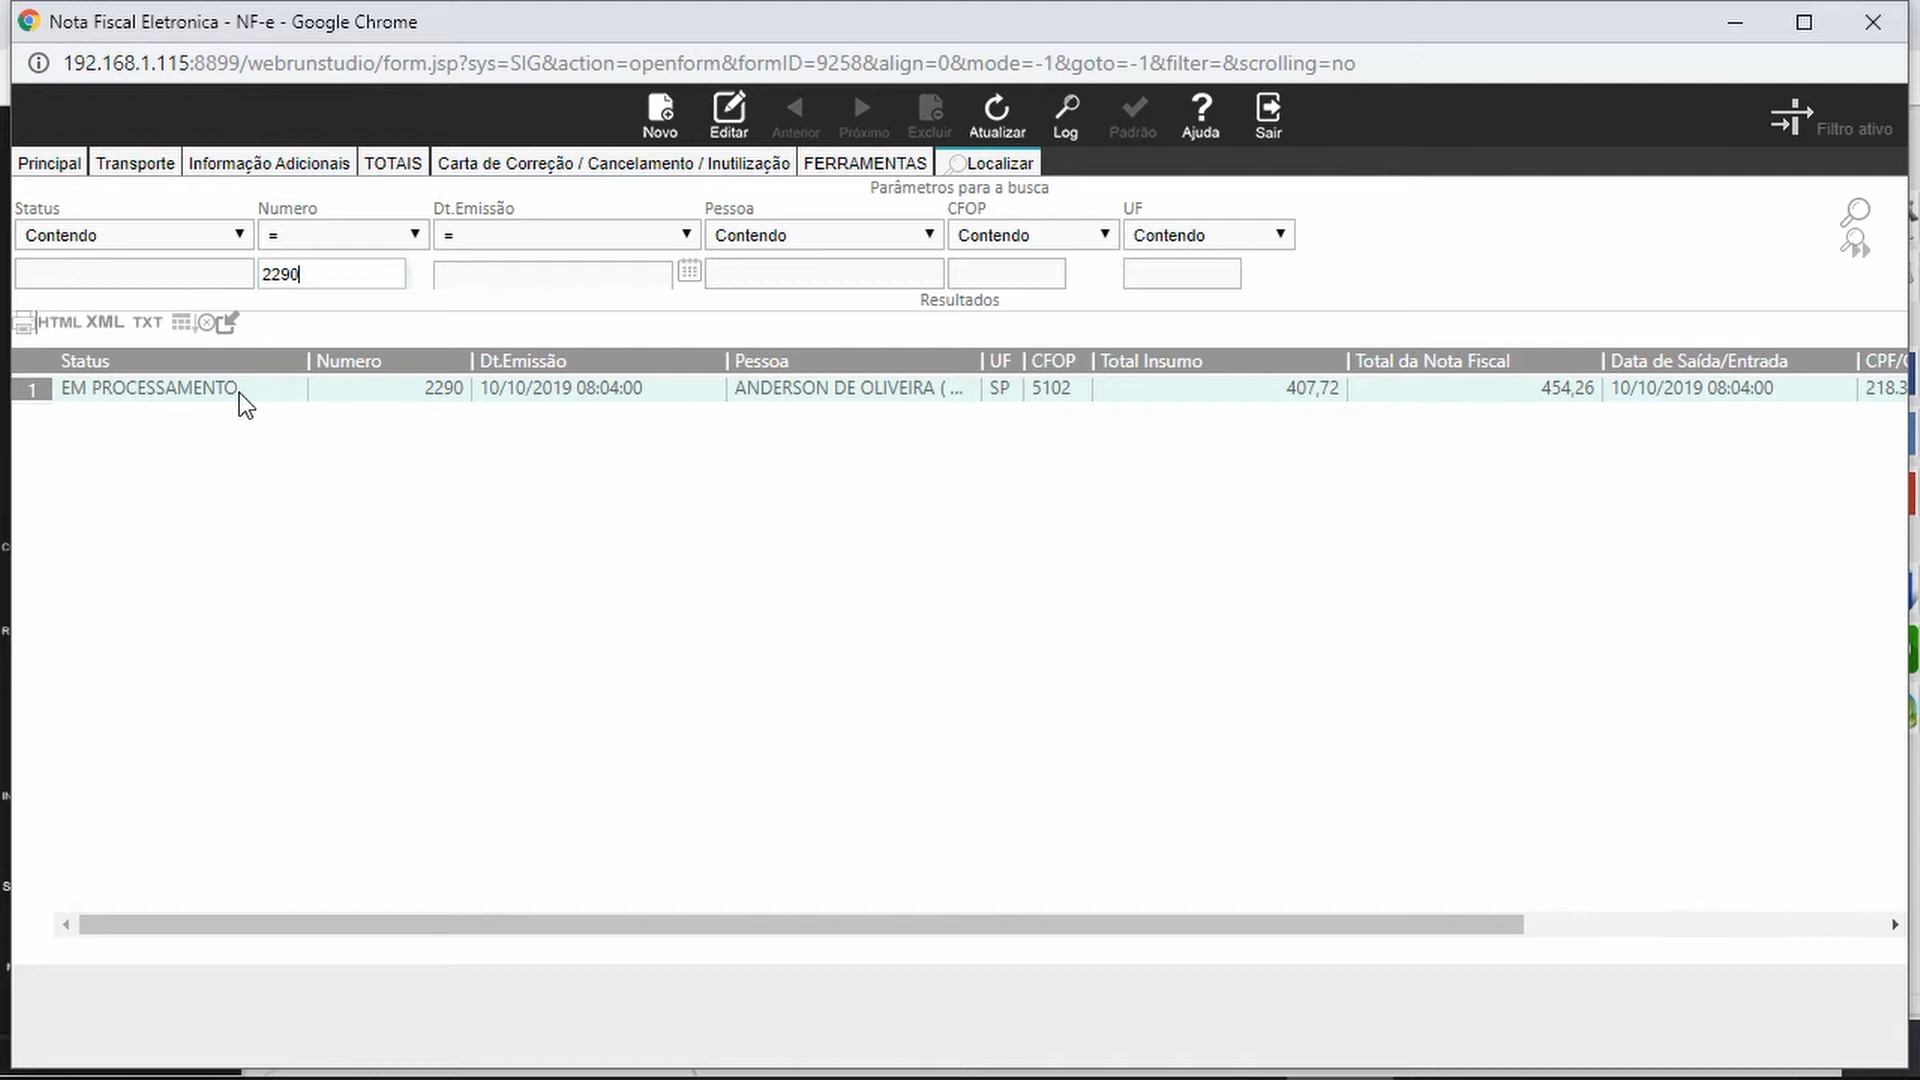 Nota Fiscal Eletronica - NF-e - Google Chrome
192.168.1.115:8899/webrunstudio/form.jsp?sys=SIG&action=openform&formID=9258&align=0&mode=-1&goto=-1&filter=&scrolling=no
Novo Editar Anterior Próximo Excluir Atualizar Log Padrão Ajuda Sair Filtro ativo
Principal Transporte Informação Adicionais TOTAIS Carta de Correção / Cancelamento / Inutilização FERRAMENTAS Localizar
Parâmetros para a busca
Status Numero Dt.Emissão Pessoa CFOP UF
Contendo = = Contendo Contendo Contendo
2290
Resultados
HTML XML TXT
Status Numero Dt.Emissão Pessoa UF CFOP Total Insumo Total da Nota Fiscal Data de Saída/Entrada CPF/
1 EM PROCESSAMENTO 2290 10/10/2019 08:04:00 ANDERSON DE OLIVEIRA ( ... SP 5102 407,72 454,26 10/10/2019 08:04:00 218.3